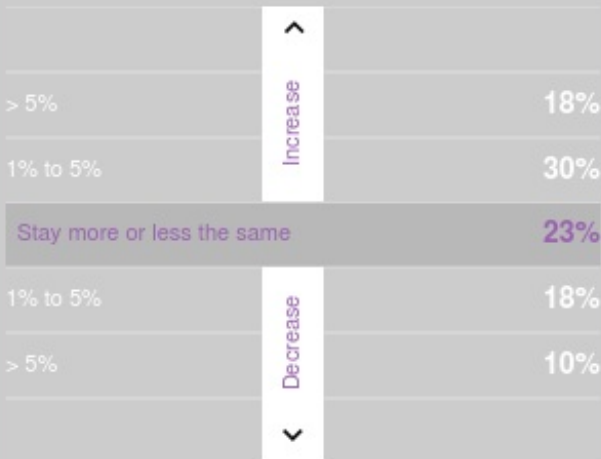 > 5%
18%
Increase
1% to 5%
30%
Stay more or less the same
23%
1% to 5%
18%
Decrease
> 5%
10%